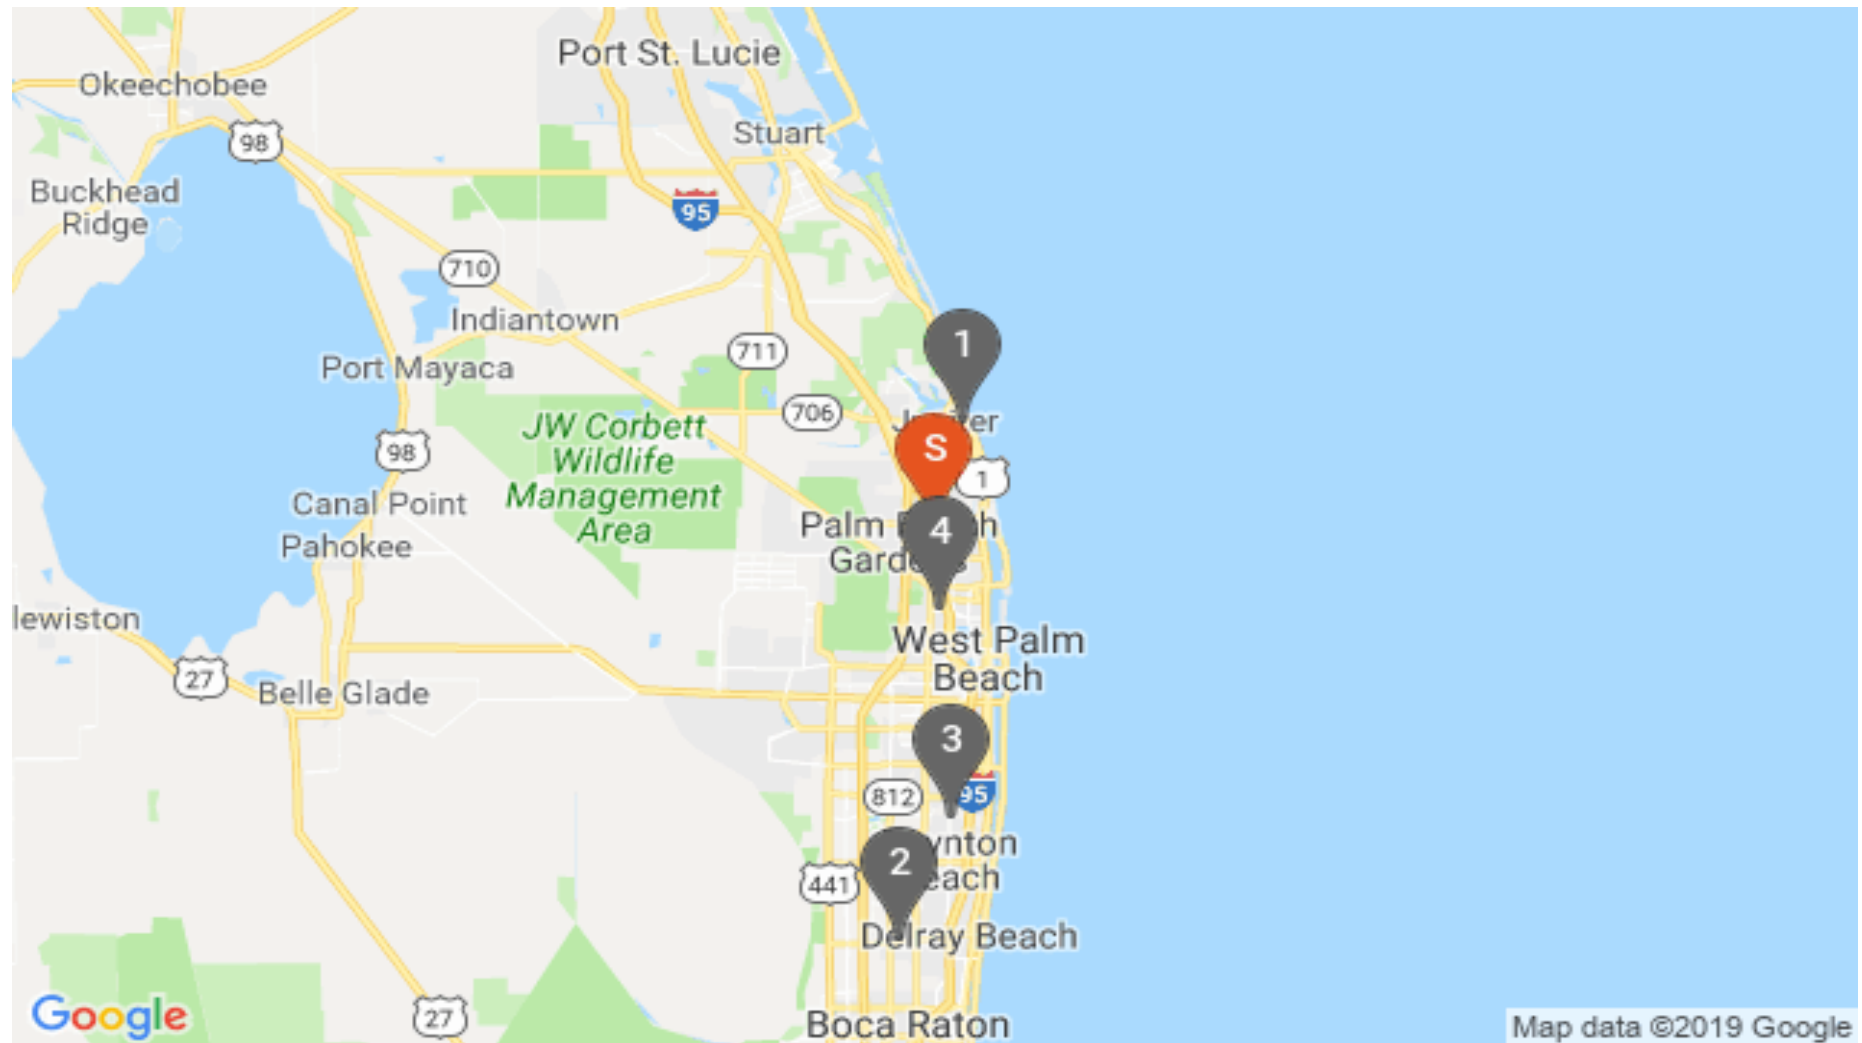 Port St. Lucie
Okeechobee
98
Stuart
Buckhead
Ridge
95
710
Indiantown
1
711
Port Mayaca
706
JW Corbett
Wildlife
Management
Area
98
S
1
Canal Point
Pahokee
Palm
4
lewiston
West Palm
Beach
27
Belle Glade
3
812
95
2
441
Delray Beach
27
Boca Raton
Google
Map data ©2019 Google